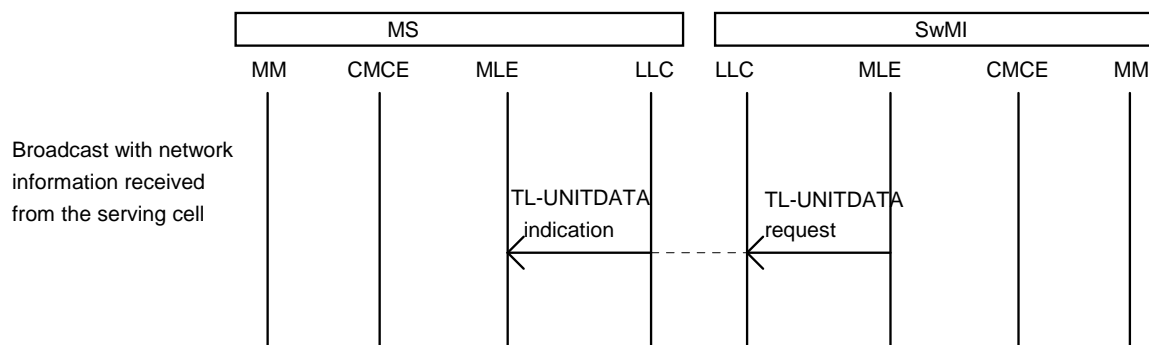 MS
SwMI
MM CMCE MLE LLC LLC MLE CMCE MM
Broadcast with network
information received
from the serving cell
TL-UNITDATA
indication
TL-UNITDATA
request